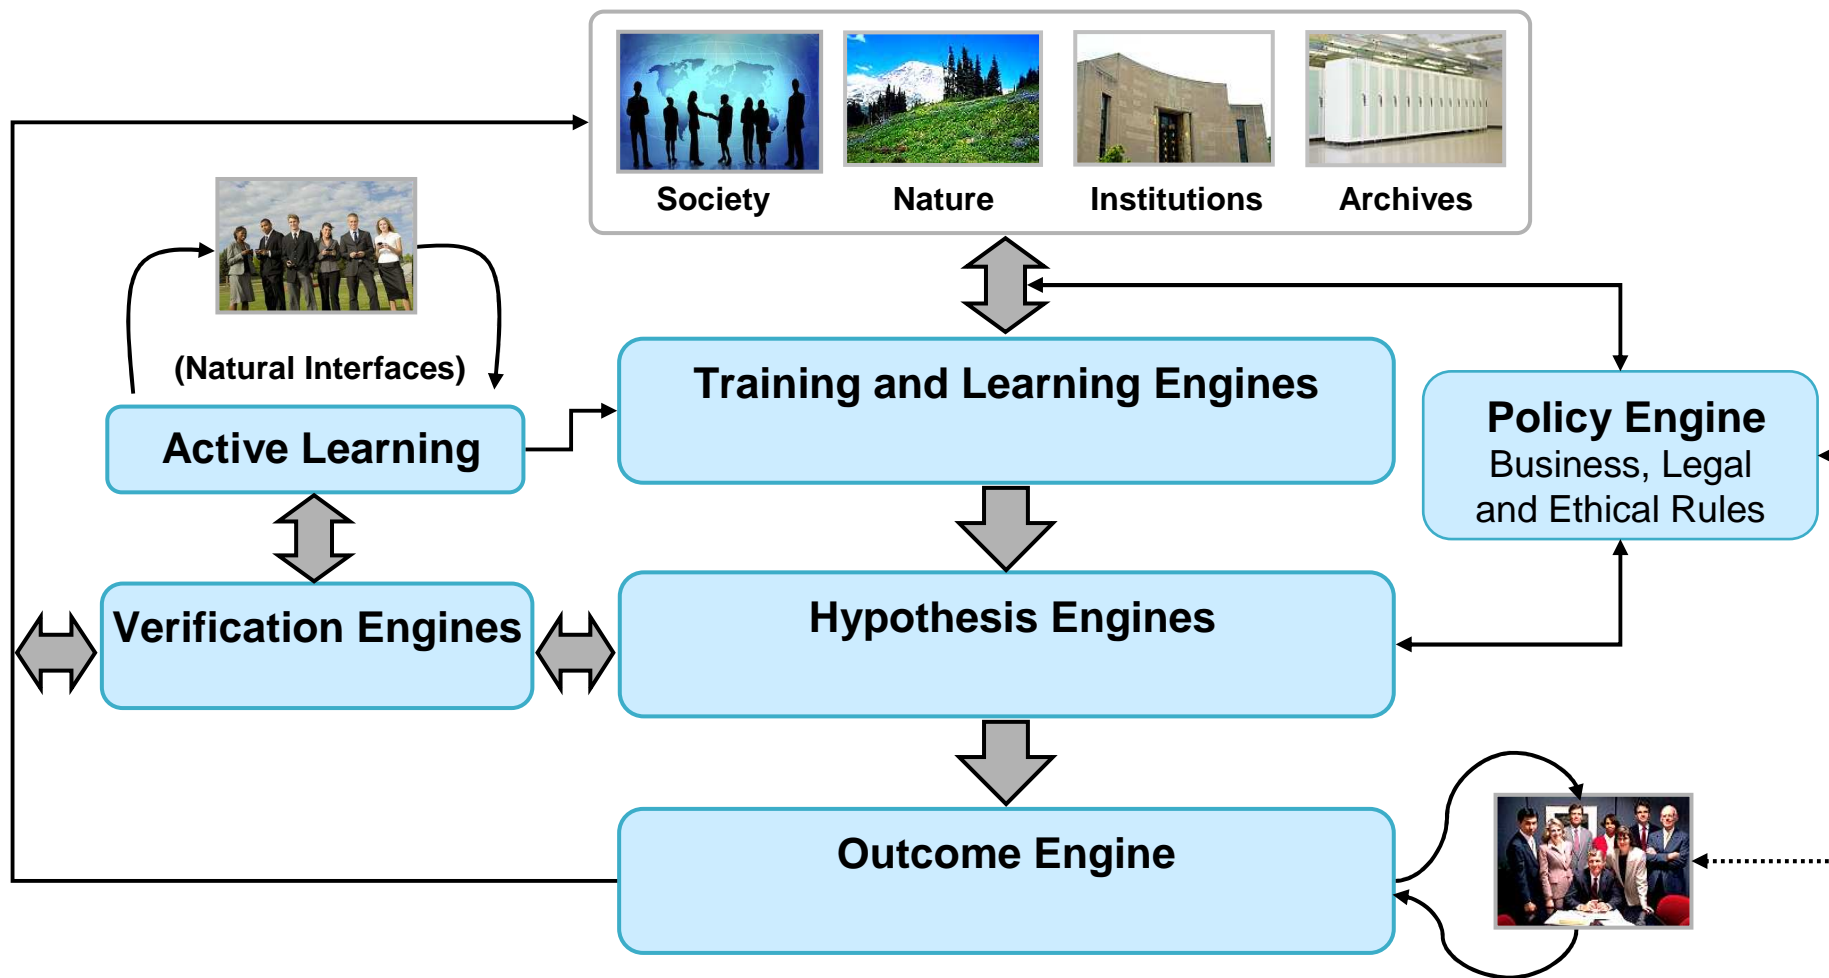 Society
Nature
Institutions
Archives
(Natural Interfaces)
Training and Learning Engines
Policy Engine
Business, Legal
and Ethical Rules
Active Learning
Verification Engines
Hypothesis Engines
Outcome Engine